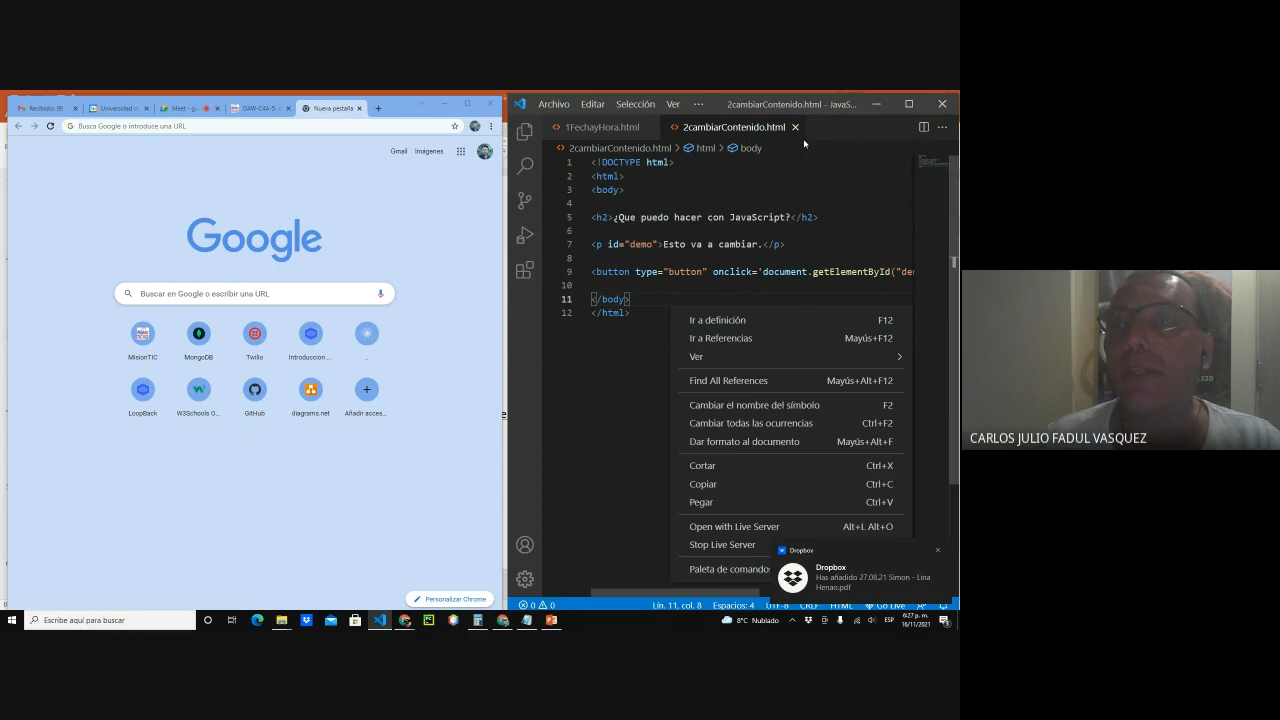 Recibidos (9)
Universidad d
Meet - gu
DAW-C4A-S
Nueva pestaña
Busca Google o introduce una URL
Gmail Imágenes
Google
Buscar en Google o escribir una URL
MisionTIC
MongoDB
Twilio
Introduccion ...
LoopBack
W3Schools O...
GitHub
diagrams.net
Añadir acces...
Personalizar Chrome
Archivo Editar Selección Ver ··· 2cambiarContenido.html - JavaS...
1FechayHora.html
2cambiarContenido.html
2cambiarContenido.html > html > body
1 <!DOCTYPE html>
2 <html>
3 <body>
4
5 <h2>¿Que puedo hacer con JavaScript?</h2>
6
7 <p id="demo">Esto va a cambiar.</p>
8
9 <button type="button" onclick='document.getElementById("de
10
11 </body>
12 </html>
Ir a definición F12
Ir a Referencias Mayús+F12
Ver >
Find All References Mayús+Alt+F12
Cambiar el nombre del símbolo F2
Cambiar todas las ocurrencias Ctrl+F2
Dar formato al documento Mayús+Alt+F
Cortar Ctrl+X
Copiar Ctrl+C
Pegar Ctrl+V
Open with Live Server Alt+L Alt+O
Stop Live Server
Paleta de comandos
Dropbox
Dropbox
Has añadido 27.08.21 Simon - Lina
Henao.pdf
0 0 Lín. 11, col. 8 Espacios: 4 UTF-8 CRLF HTML Go Live
Escribe aquí para buscar
8°C Nublado
ESP
6:27 p. m.
16/11/2021
CARLOS JULIO FADUL VASQUEZ